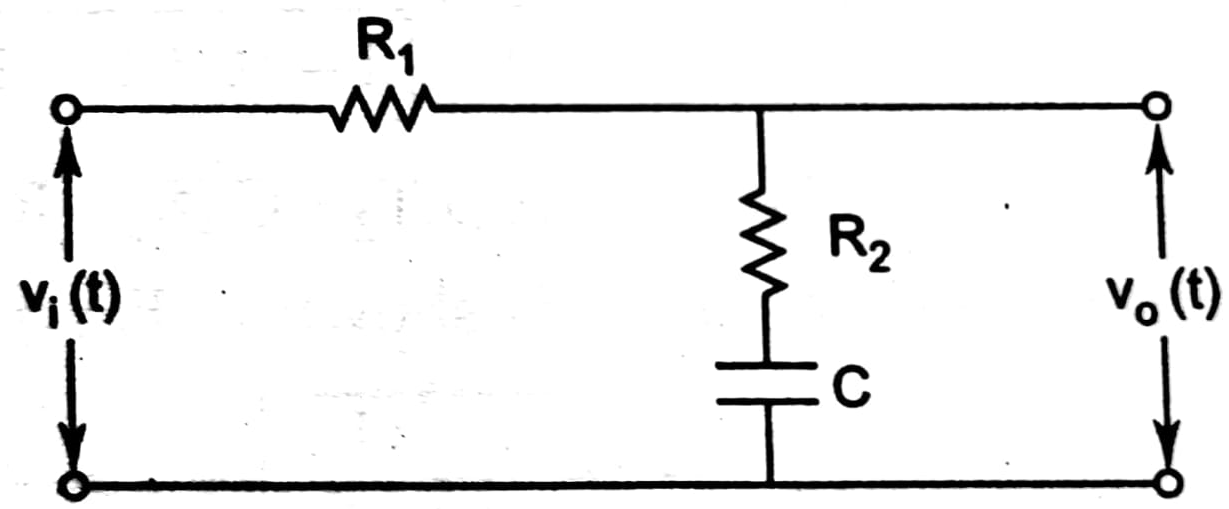 R₁
R₂
vᵢ (t)
vₒ (t)
C